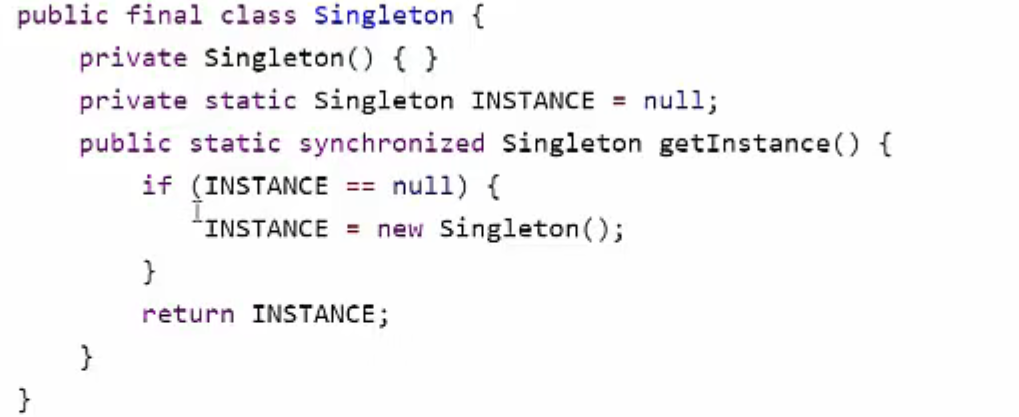 public final class Singleton {
    private Singleton() { }
    private static Singleton INSTANCE = null;
    public static synchronized Singleton getInstance() {
        if (INSTANCE == null) {
            INSTANCE = new Singleton();
        }
        return INSTANCE;
    }
}